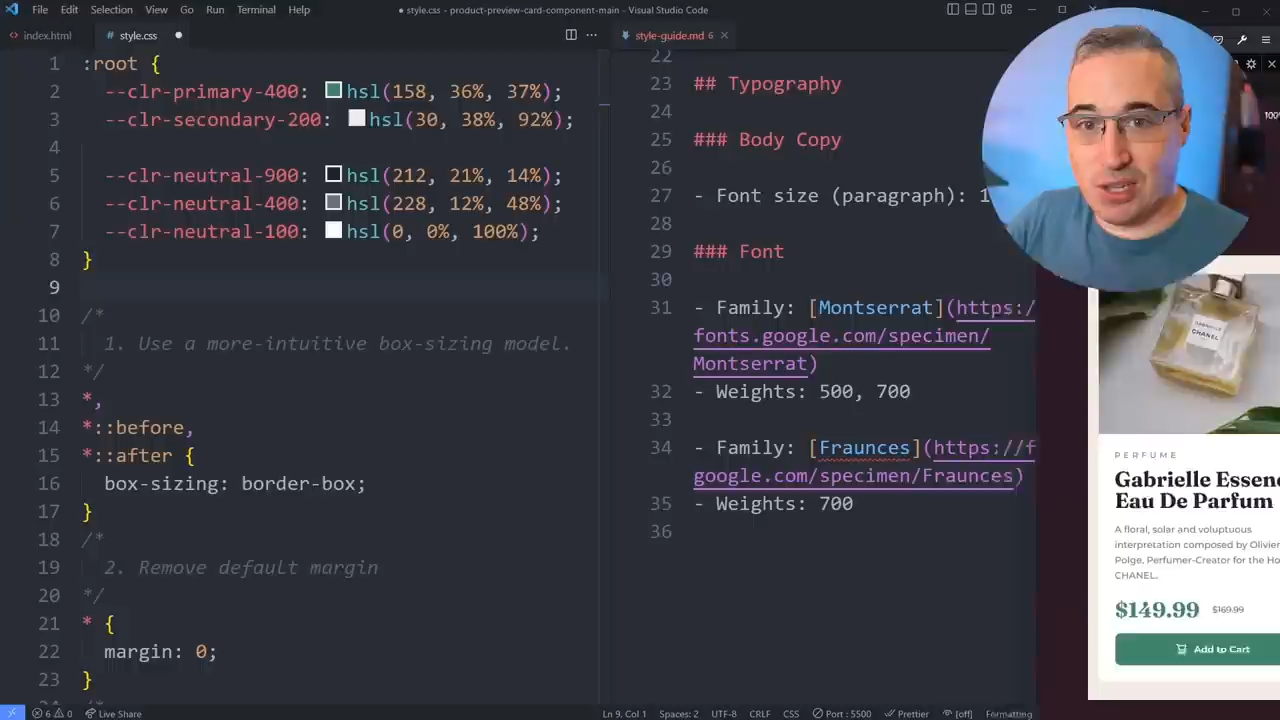 File Edit Selection View Go Run Terminal Help
● style.css - product-preview-card-component-main - Visual Studio Code
index.html
# style.css ●
style-guide.md 6
1 :root {
2 --clr-primary-400: hsl(158, 36%, 37%);
3 --clr-secondary-200: hsl(30, 38%, 92%);
4
5 --clr-neutral-900: hsl(212, 21%, 14%);
6 --clr-neutral-400: hsl(228, 12%, 48%);
7 --clr-neutral-100: hsl(0, 0%, 100%);
8 }
9
10 /*
11 1. Use a more-intuitive box-sizing model.
12 */
13 *,
14 *::before,
15 *::after {
16 box-sizing: border-box;
17 }
18 /*
19 2. Remove default margin
20 */
21 * {
22 margin: 0;
23 }
22
23 ## Typography
24
25 ### Body Copy
26
27 - Font size (paragraph): 1
28
29 ### Font
30
31 - Family: [Montserrat](https:/
fonts.google.com/specimen/
Montserrat)
32 - Weights: 500, 700
33
34 - Family: [Fraunces](https://f
google.com/specimen/Fraunces)
35 - Weights: 700
36
100
CHANEL
PERFUME
Gabrielle Essen
Eau De Parfum
A floral, solar and voluptuous
interpretation composed by Olivier
Polge, Perfumer-Creator for the Ho
CHANEL.
$149.99 $169.99
Add to Cart
6 0 Live Share
Ln 9, Col 1 Spaces: 2 UTF-8 CRLF CSS Port : 5500 Prettier [off] Formatting